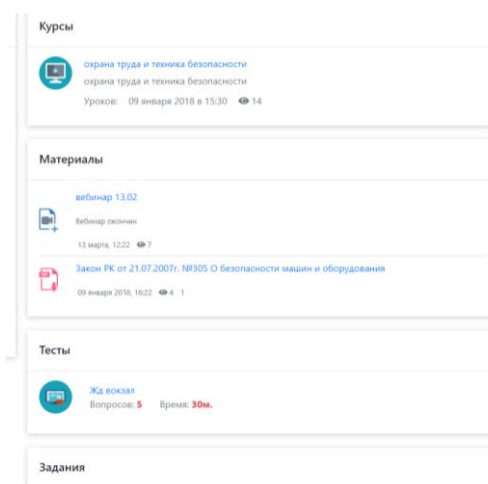 Курсы
охрана труда и техника безопасности
охрана труда и техника безопасности
Уроков: 09 января 2018 в 15:30 14
Материалы
вебинар 13.02
Вебинар окончен
13 марта, 12:22 7
Закон РК от 21.07.2007г. №305 О безопасности машин и оборудования
09 января 2018, 16:22 4 1
Тесты
Жд вокзал
Вопросов: 5 Время: 30м.
Задания